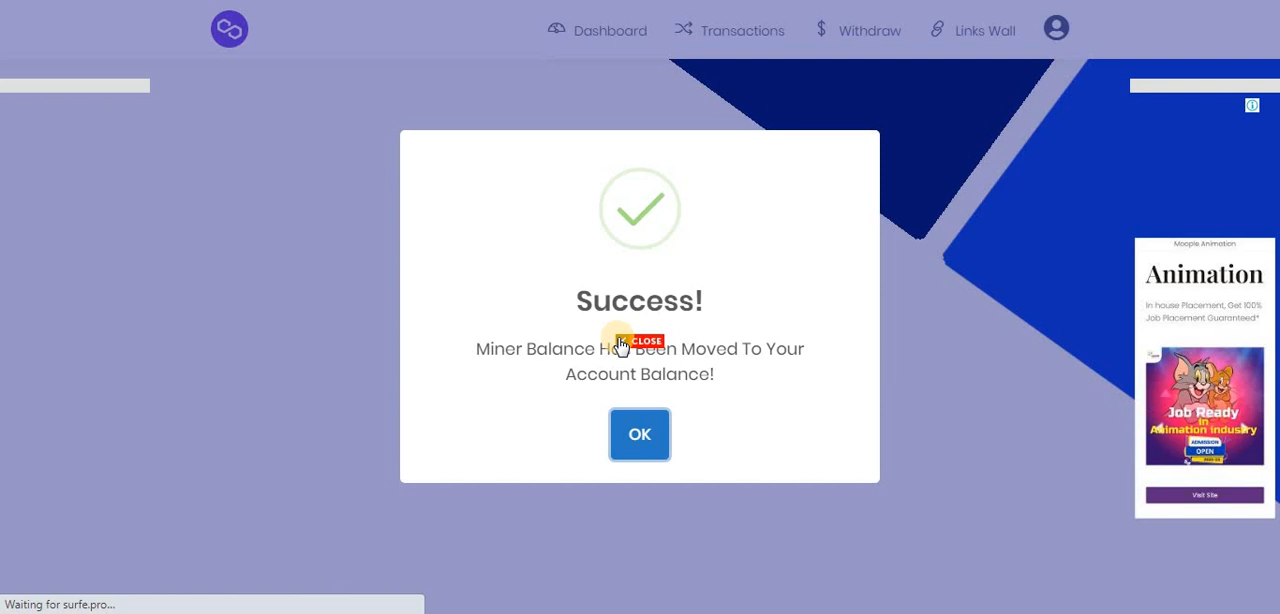 Dashboard
Transactions
$ Withdraw
Links Wall
Success!
CLOSE
Miner Balance Been Moved To Your
Account Balance!
OK
Moople Animation
Animation
In house Placement, Get 100%
Job Placement Guaranteed*
Job Ready
in
Animation industry
ADMISSION
OPEN
Visit Site
Waiting for surfe.pro...